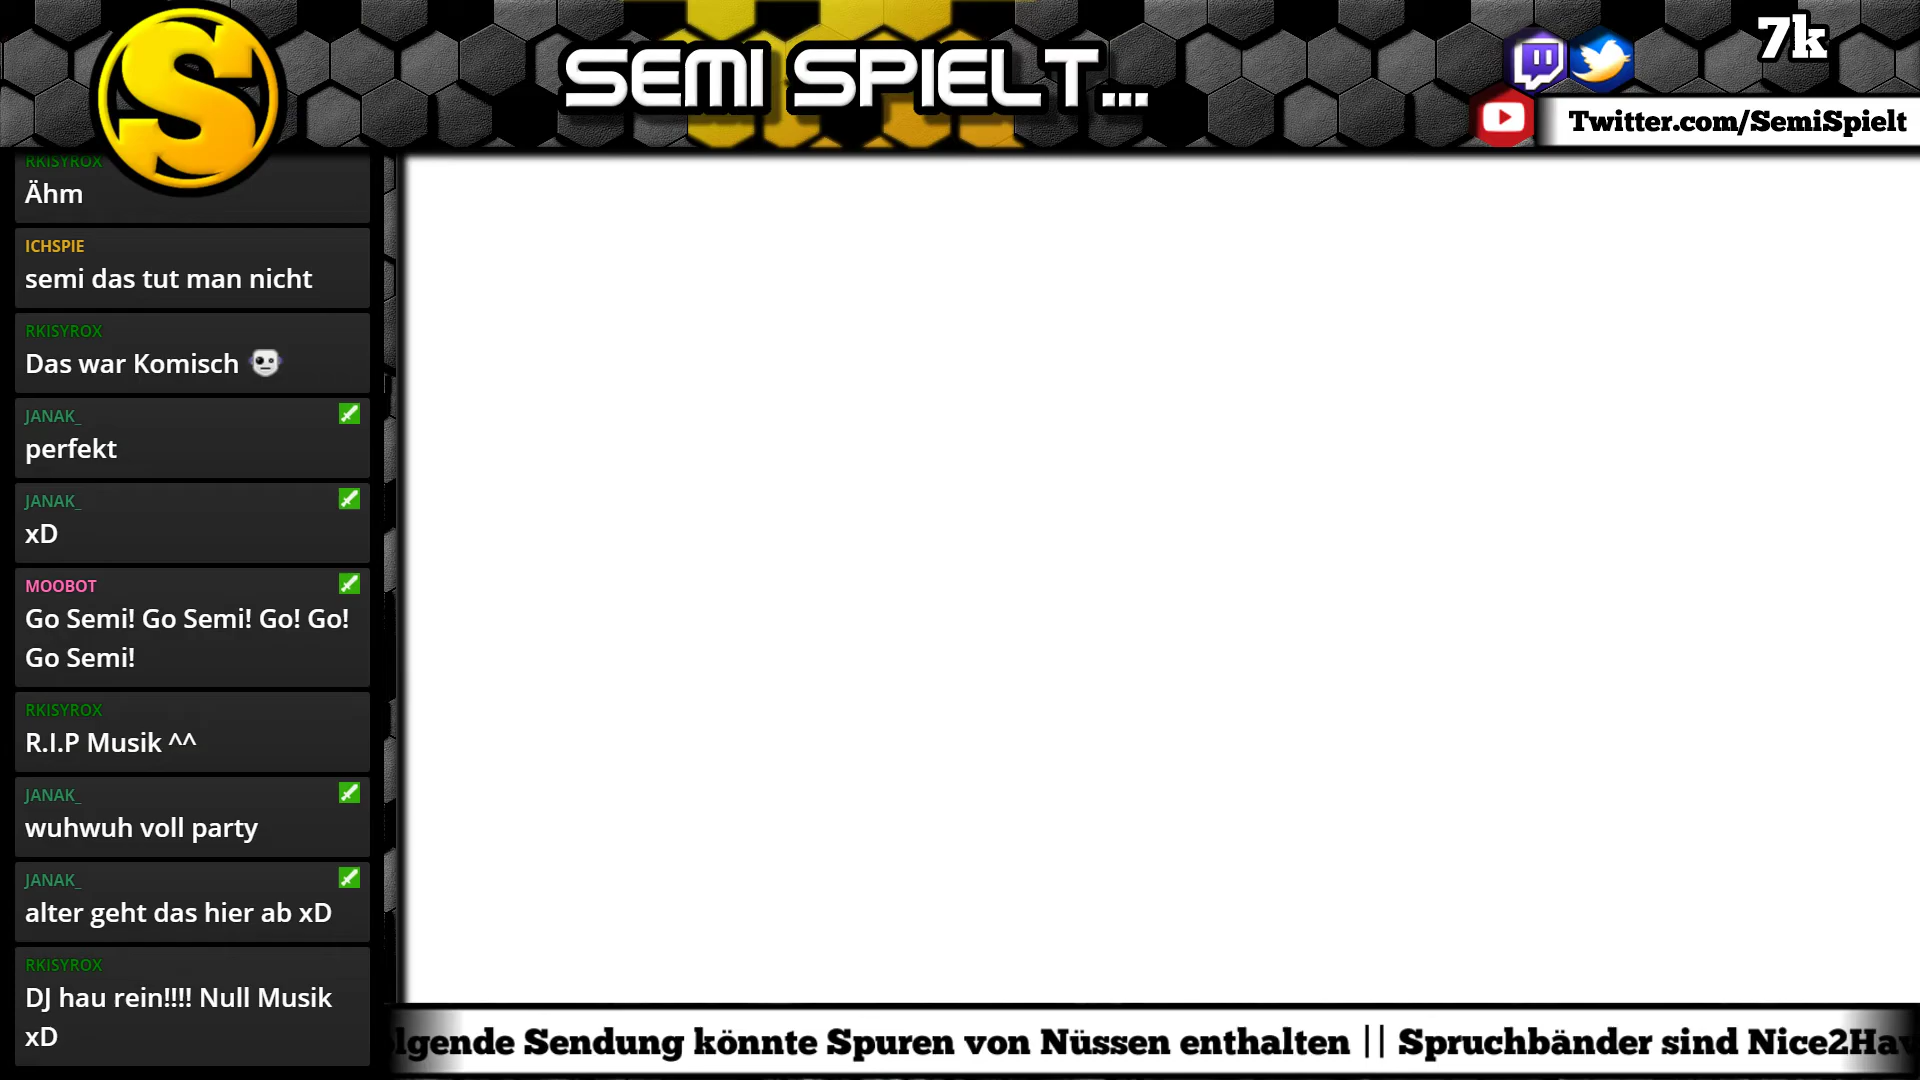 S
SEMI SPIELT...
7k
Twitter.com/SemiSpielt
RKISYROX
Ähm
ICHSPIE
semi das tut man nicht
RKISYROX
Das war Komisch
JANAK_
perfekt
JANAK_
xD
MOOBOT
Go Semi! Go Semi! Go! Go!
Go Semi!
RKISYROX
R.I.P Musik ^^
JANAK_
wuhwuh voll party
JANAK_
alter geht das hier ab xD
RKISYROX
DJ hau rein!!!! Null Musik
xD
lgende Sendung könnte Spuren von Nüssen enthalten || Spruchbänder sind Nice2Hav